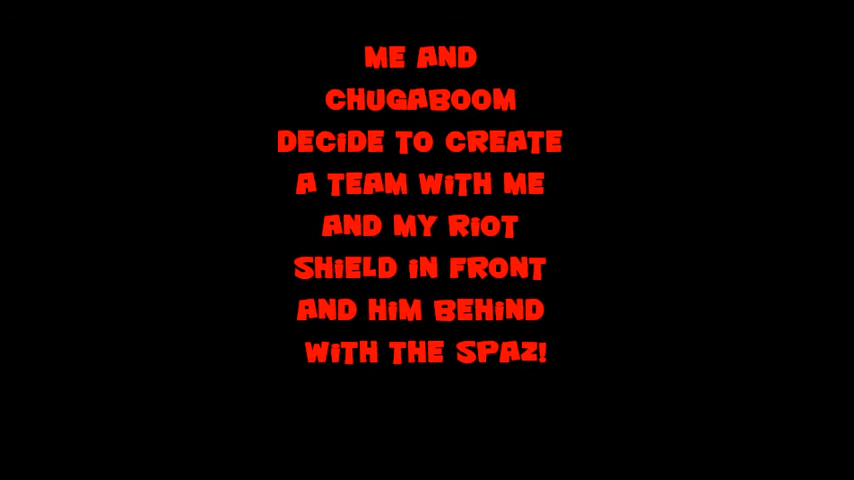 ME AND
CHUGABOOM
DECIDE TO CREATE
A TEAM WITH ME
AND MY RIOT
SHIELD IN FRONT
AND HIM BEHIND
WITH THE SPAZ!